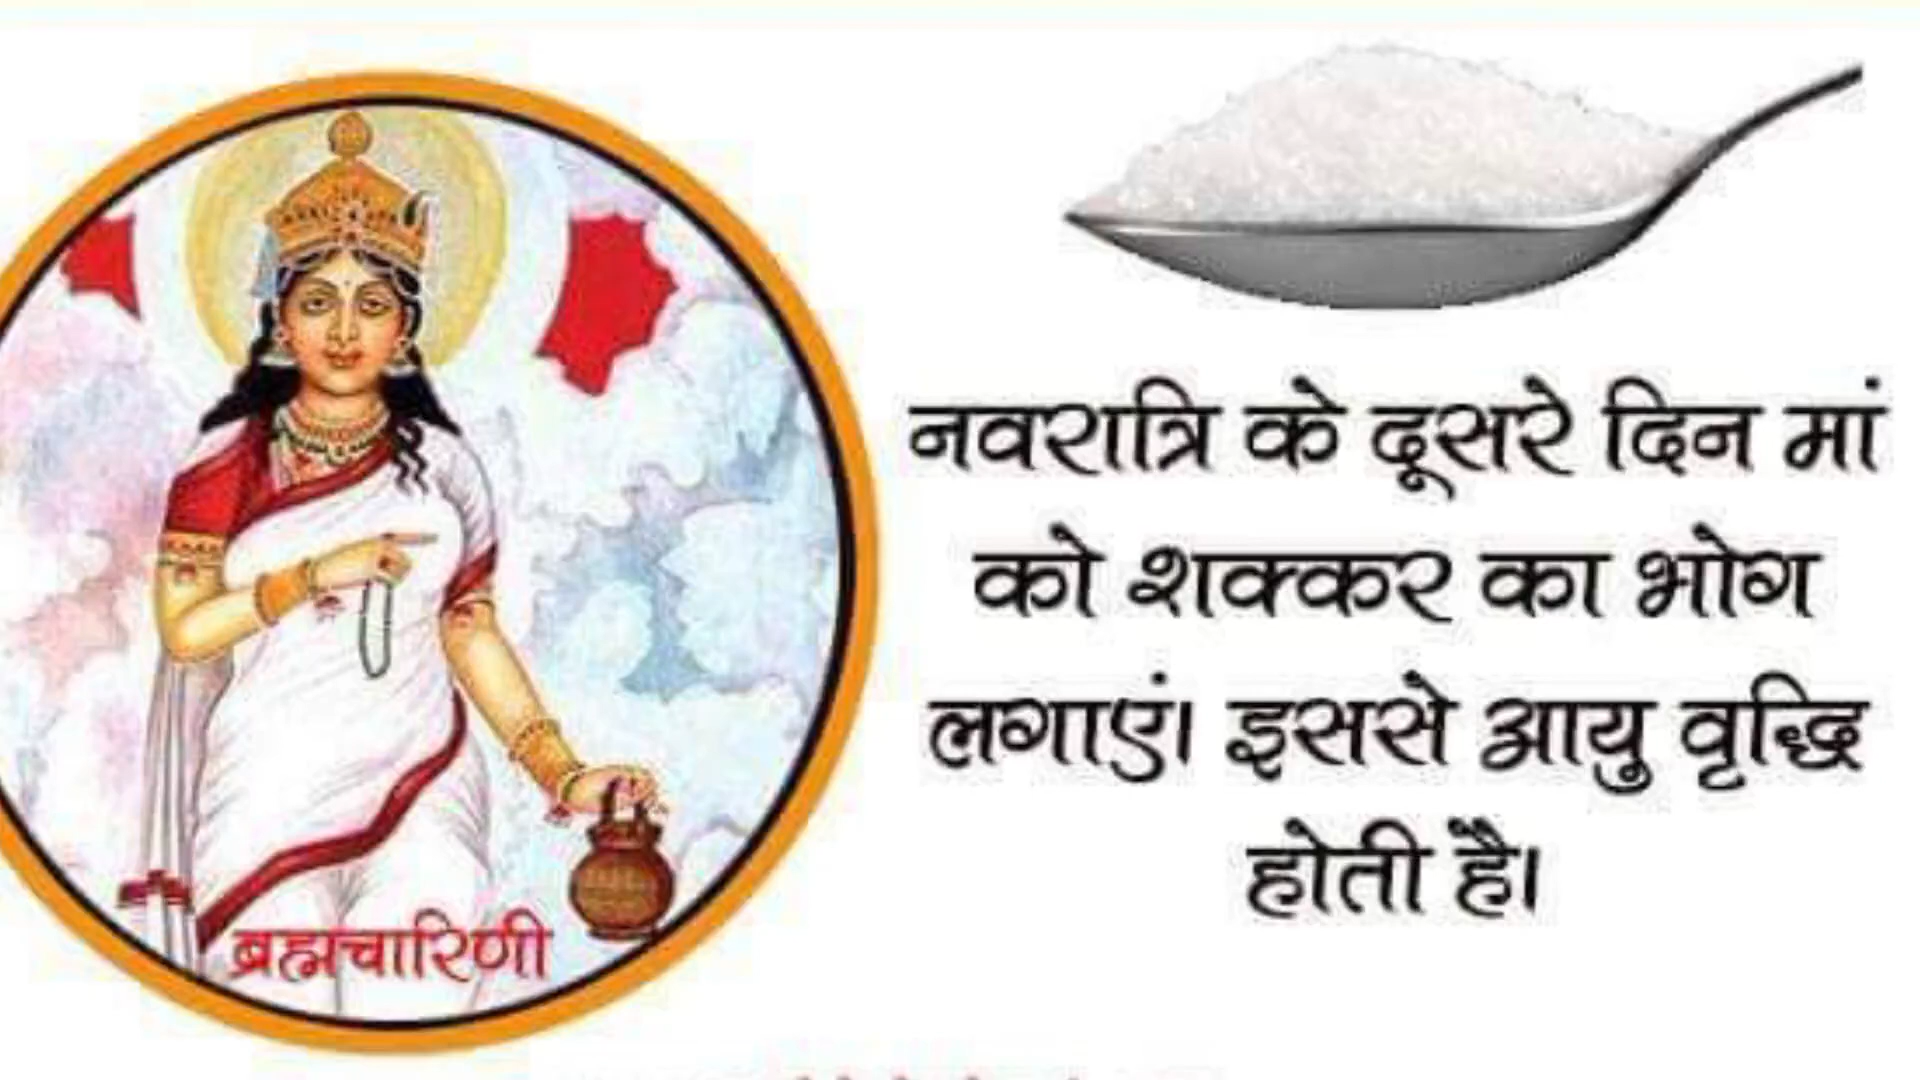 नवरात्रि के दूसरे दिन मां
को शक्कर का भोग
लगाएं। इससे आयु वृद्धि
होती है।
ब्रह्मचारिणी